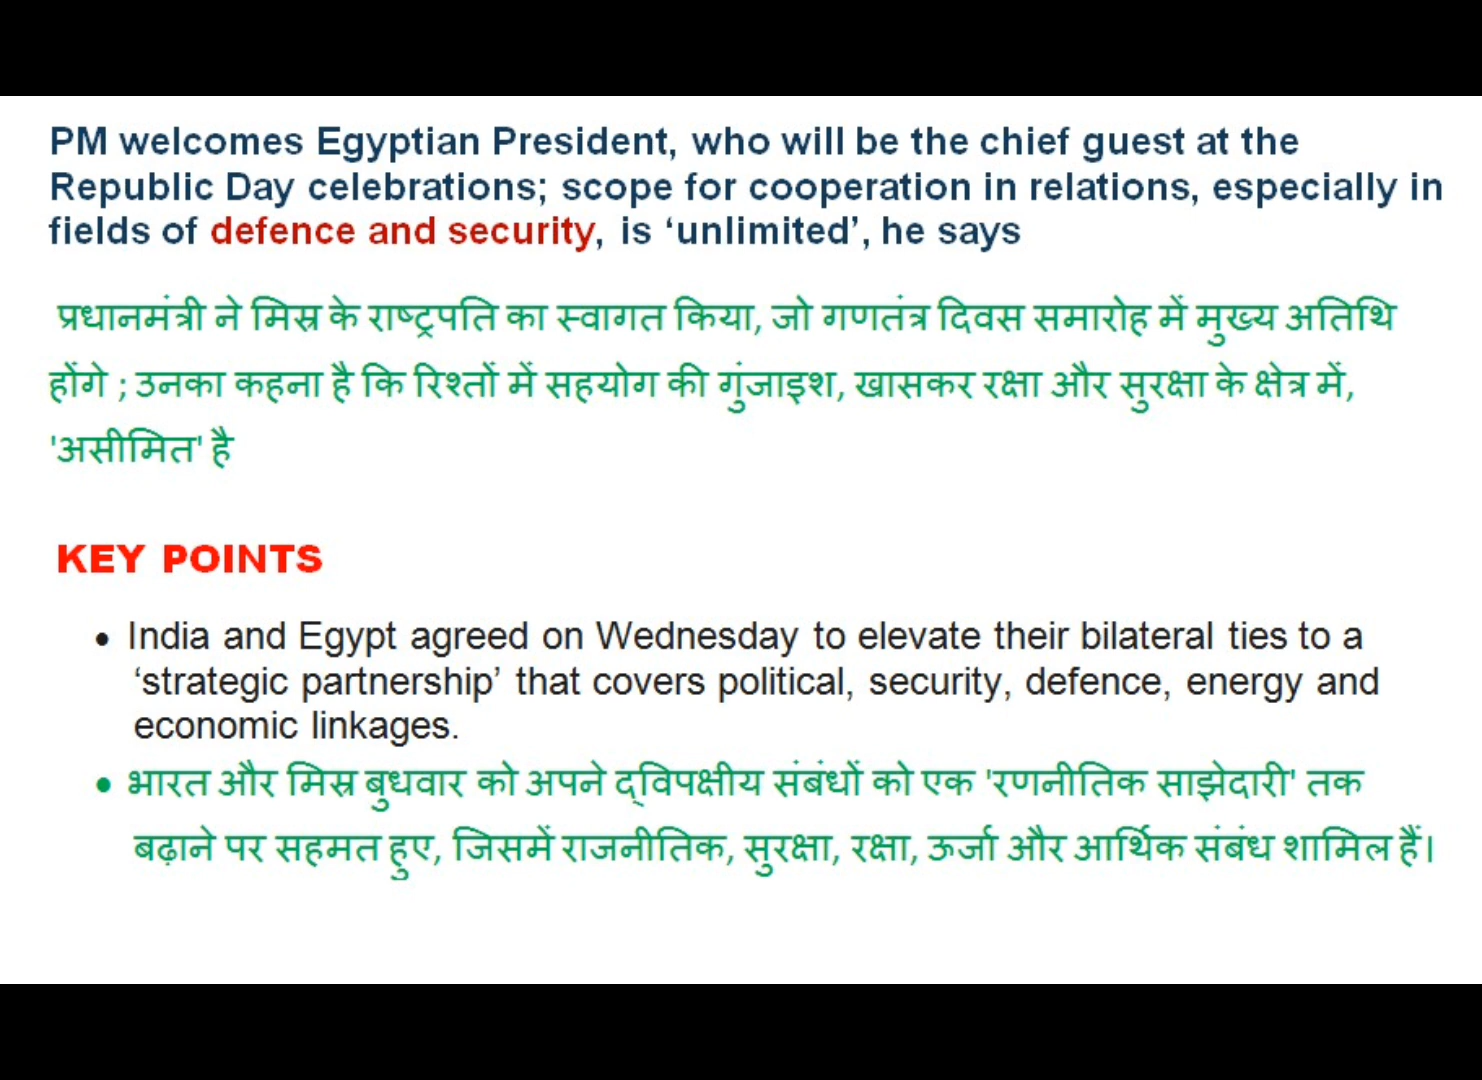 PM welcomes Egyptian President, who will be the chief guest at the
Republic Day celebrations; scope for cooperation in relations, especially in
fields of defence and security, is ‘unlimited’, he says
प्रधानमंत्री ने मिस्र के राष्ट्रपति का स्वागत किया, जो गणतंत्र दिवस समारोह में मुख्य अतिथि
होंगे ; उनका कहना है कि रिश्तों में सहयोग की गुंजाइश, खासकर रक्षा और सुरक्षा के क्षेत्र में,
'असीमित' है
KEY POINTS
• India and Egypt agreed on Wednesday to elevate their bilateral ties to a
‘strategic partnership’ that covers political, security, defence, energy and
economic linkages.
• भारत और मिस्र बुधवार को अपने द्विपक्षीय संबंधों को एक 'रणनीतिक साझेदारी' तक
बढ़ाने पर सहमत हुए, जिसमें राजनीतिक, सुरक्षा, रक्षा, ऊर्जा और आर्थिक संबंध शामिल हैं।